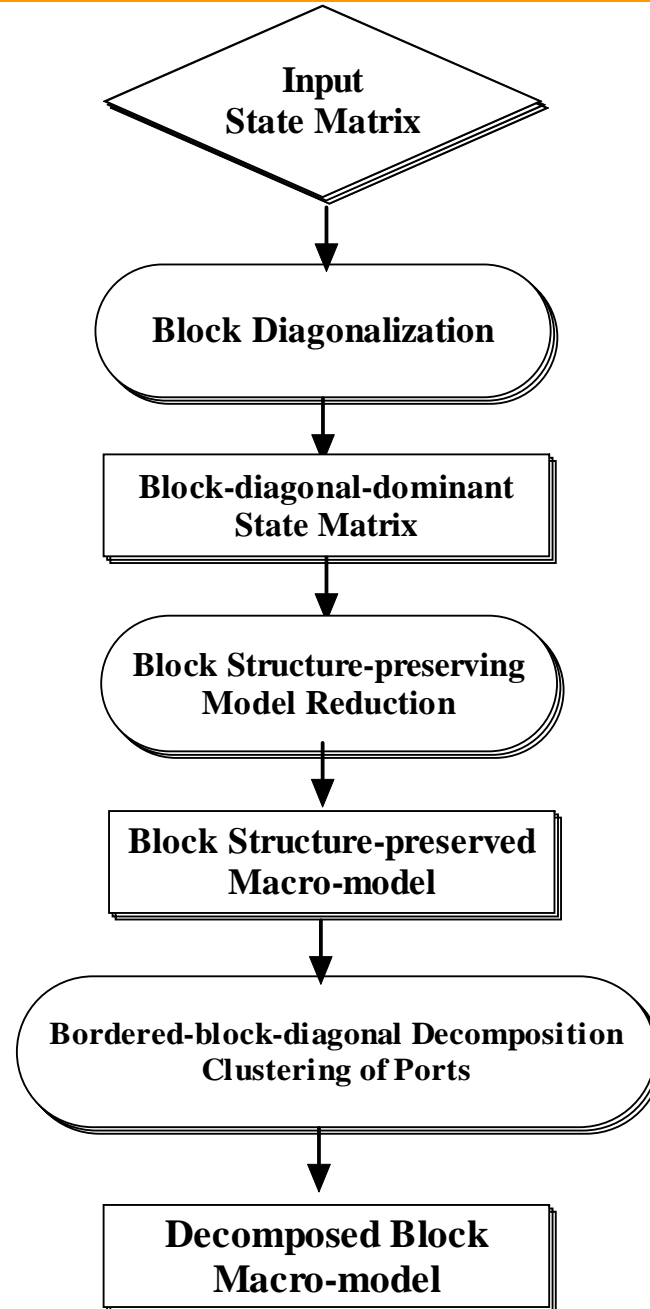 Input
State Matrix
Block Diagonalization
Block-diagonal-dominant
State Matrix
Block Structure-preserving
Model Reduction
Block Structure-preserved
Macro-model
Bordered-block-diagonal Decomposition
Clustering of Ports
Decomposed Block
Macro-model